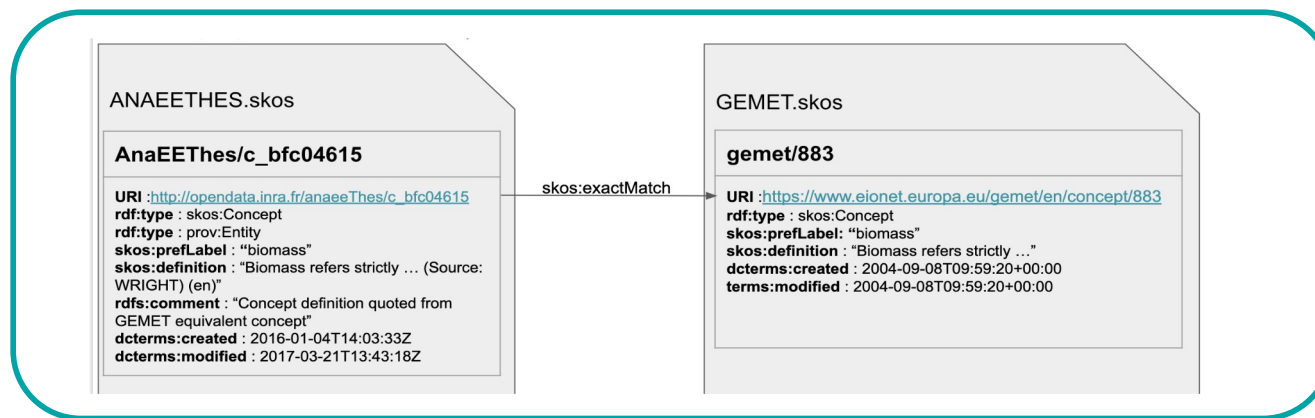 ANAEETHES.skos
AnaEEThes/c_bfc04615
URI :http://opendata.inra.fr/anaeeThes/c_bfc04615
rdf:type : skos:Concept
rdf:type : prov:Entity
skos:prefLabel : “biomass”
skos:definition : “Biomass refers strictly … (Source:
WRIGHT) (en)”
rdfs:comment : “Concept definition quoted from
GEMET equivalent concept”
dcterms:created : 2016-01-04T14:03:33Z
dcterms:modified : 2017-03-21T13:43:18Z
skos:exactMatch
GEMET.skos
gemet/883
URI :https://www.eionet.europa.eu/gemet/en/concept/883
rdf:type : skos:Concept
skos:prefLabel: “biomass”
skos:definition : “Biomass refers strictly …”
dcterms:created : 2004-09-08T09:59:20+00:00
terms:modified : 2004-09-08T09:59:20+00:00